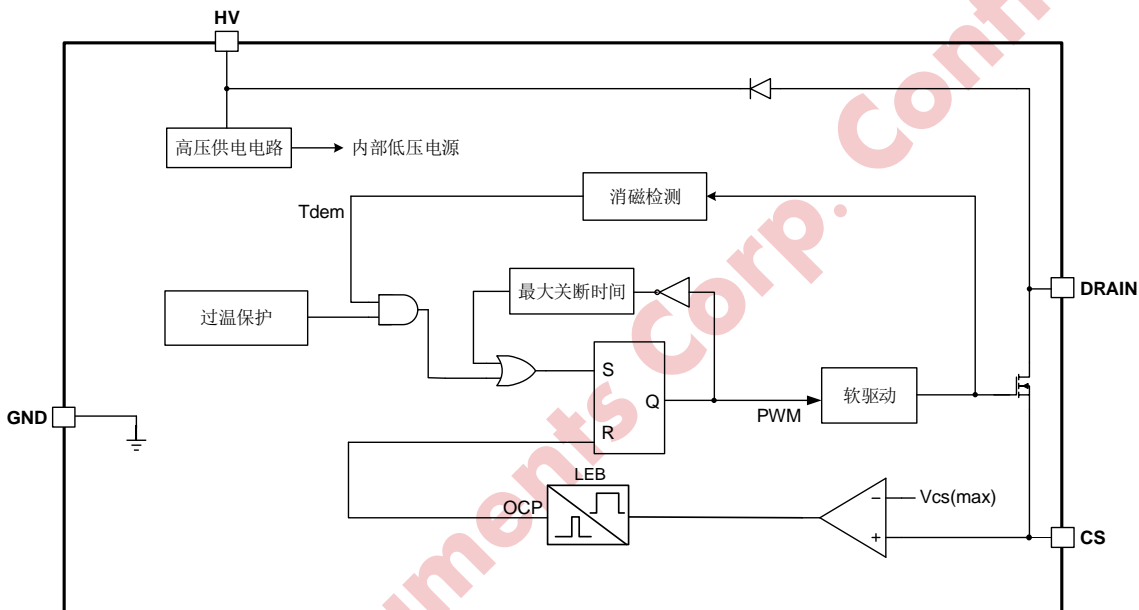 HV
高压供电电路
内部低压电源
消磁检测
Tdem
最大关断时间
DRAIN
过温保护
S
Q
R
软驱动
PWM
GND
LEB
OCP
Vcs(max)
−
+
CS
uments Corp. Confi